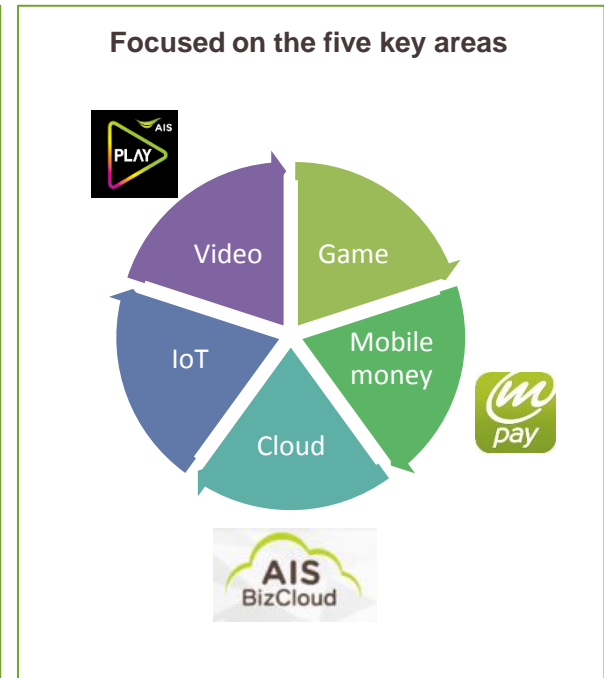 Focused on the five key areas
AIS
PLAY
Video
Game
IoT
Mobile
money
Cloud
m
pay
AIS
BizCloud